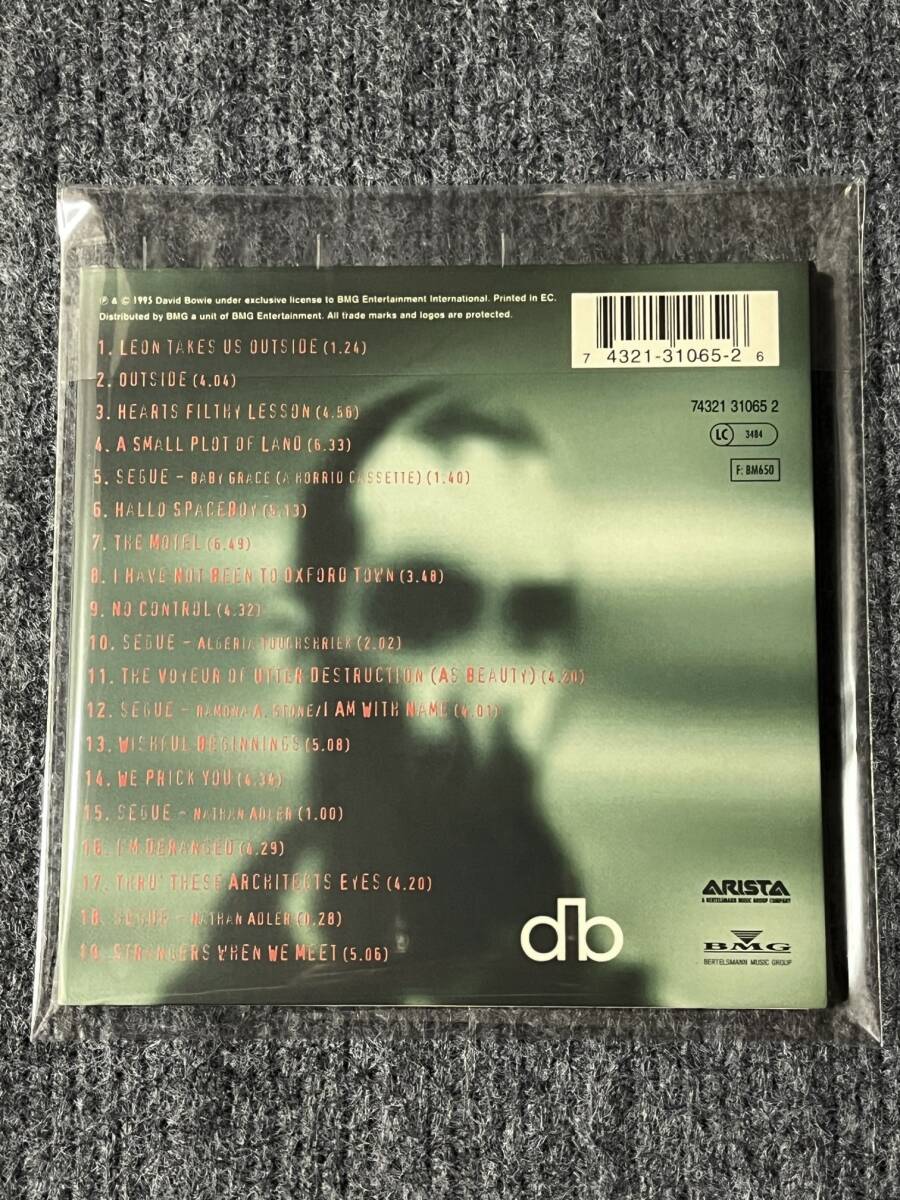 ℗ & © 1995 David Bowie under exclusive license to BMG Entertainment International. Printed in EC.
Distributed by BMG a unit of BMG Entertainment. All trade marks and logos are protected.
7 4321-31065-2 6
74321 31065 2
LC 3484
F: BM650
1. LEON TAKES US OUTSIDE (1.24)
2. OUTSIDE (4.04)
3. HEARTS FILTHY LESSON (4.56)
4. A SMALL PLOT OF LAND (6.33)
5. SEGUE - BABY GRACE (A HORRID CASSETTE) (1.40)
6. HALLO SPACEBOY (5.13)
7. THE MOTEL (6.49)
8. I HAVE NOT BEEN TO OXFORD TOWN (3.48)
9. NO CONTROL (4.32)
10. SEGUE - ALGERIA TOUCHSHRIEK (2.02)
11. THE VOYEUR OF UTTER DESTRUCTION (AS BEAUTY) (4.20)
12. SEGUE - RAMONA A. STONE/I AM WITH NAME (4.01)
13. WISHFUL BEGINNINGS (5.08)
14. WE PRICK YOU (4.34)
15. SEGUE - NATHAN ADLER (1.00)
16. I'M DERANGED (4.29)
17. THRU' THESE ARCHITECTS EYES (4.20)
18. SEGUE - NATHAN ADLER (0.28)
19. STRANGERS WHEN WE MEET (5.06)
db
ARISTA
A BERTELSMANN MUSIC GROUP COMPANY
BMG
BERTELSMANN MUSIC GROUP